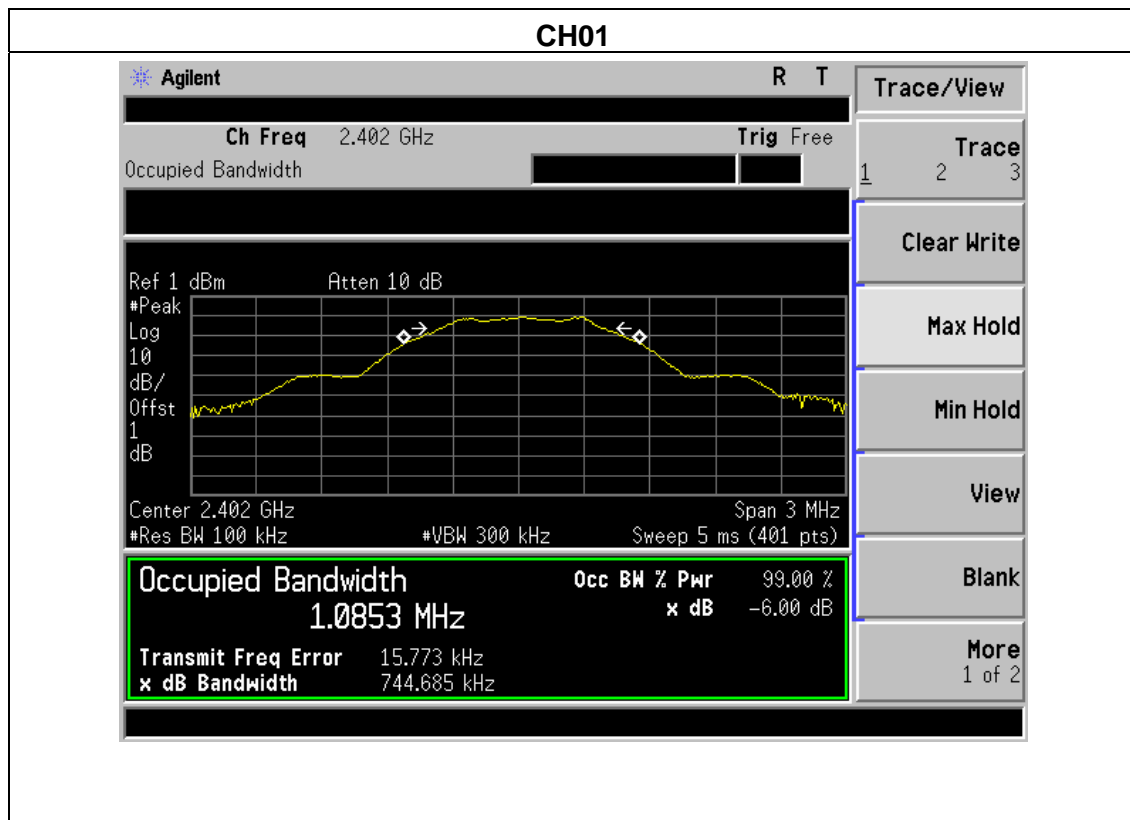 CH01
Agilent R T
Trace/View
Ch Freq 2.402 GHz Trig Free
Occupied Bandwidth
Trace
1 2 3
Clear Write
Max Hold
Min Hold
View
Blank
More
1 of 2
Ref 1 dBm Atten 10 dB
#Peak
Log
10
dB/
Offst
1
dB
Center 2.402 GHz Span 3 MHz
#Res BW 100 kHz #VBW 300 kHz Sweep 5 ms (401 pts)
Occupied Bandwidth Occ BW % Pwr 99.00 %
1.0853 MHz x dB -6.00 dB
Transmit Freq Error 15.773 kHz
x dB Bandwidth 744.685 kHz